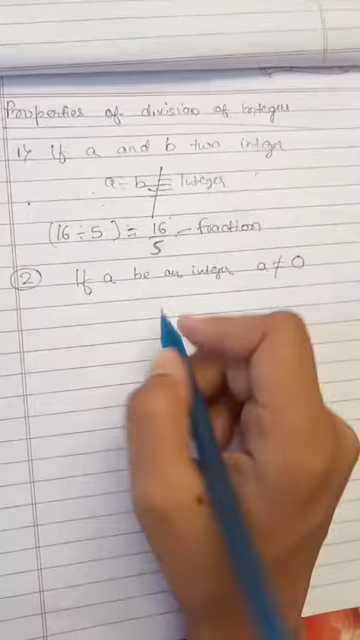 Properties of division of integer
1) If a and b two integer
a ÷ b ≠ Integer
(16 ÷ 5) = 16/5 - fraction
② If a be an integer a ≠ 0